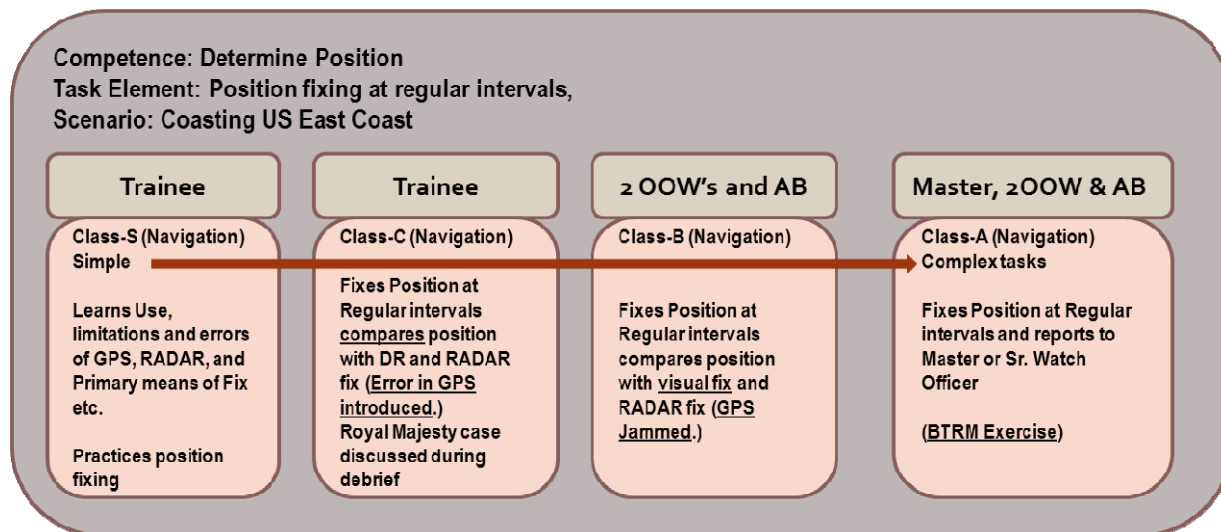 Competence: Determine Position
Task Element: Position fixing at regular intervals,
Scenario: Coasting US East Coast
Trainee
Class-S (Navigation)
Simple
Learns Use,
limitations and errors
of GPS, RADAR, and
Primary means of Fix
etc.
Practices position
fixing
Trainee
Class-C (Navigation)
Fixes Position at
Regular intervals
compares position
with DR and RADAR
fix (Error in GPS
introduced.)
Royal Majesty case
discussed during
debrief
2 OOW's and AB
Class-B (Navigation)
Fixes Position at
Regular intervals
compares position
with visual fix and
RADAR fix (GPS
Jammed.)
Master, 2OOW & AB
Class-A (Navigation)
Complex tasks
Fixes Position at Regular
intervals and reports to
Master or Sr. Watch
Officer
(BTRM Exercise)